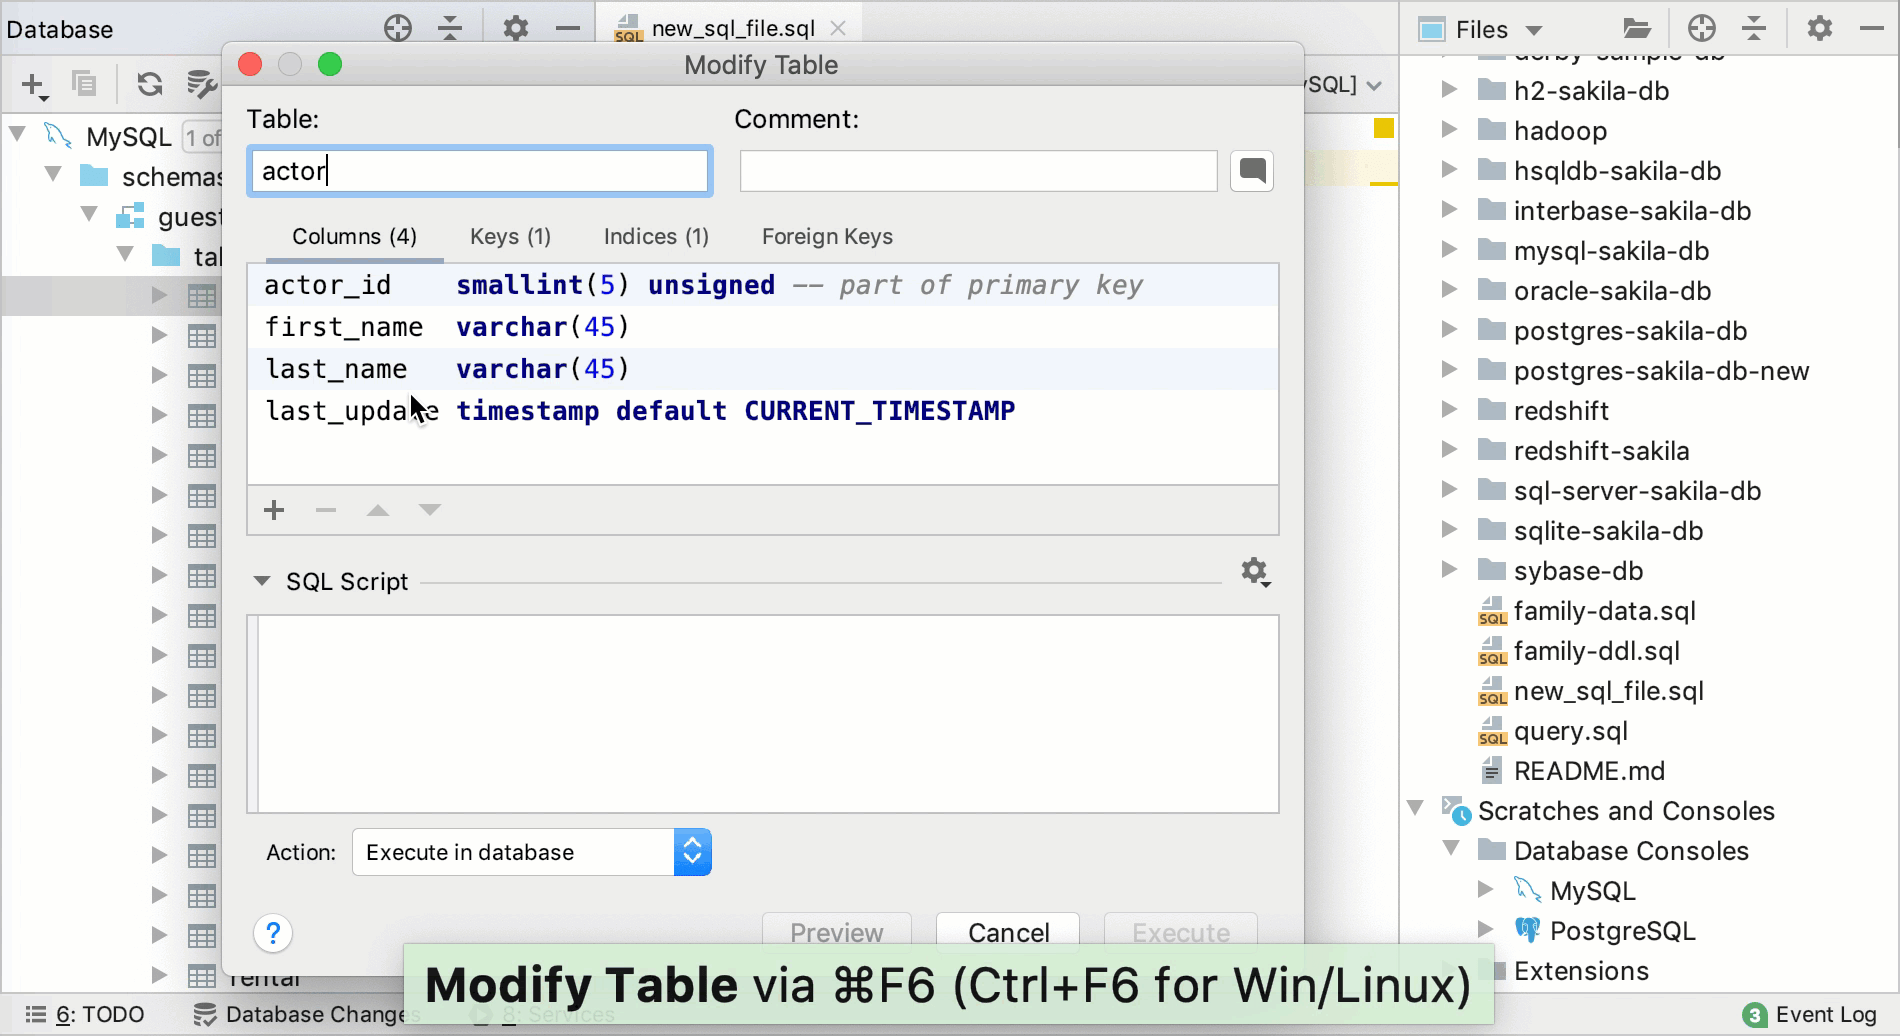 Database
new_sql_file.sql
Files
Modify Table
SQL]
Table:
Comment:
actor
Columns (4)
Keys (1)
Indices (1)
Foreign Keys
actor_id smallint(5) unsigned -- part of primary key
first_name varchar(45)
last_name varchar(45)
last_update timestamp default CURRENT_TIMESTAMP
SQL Script
Action:
Execute in database
?
Preview
Cancel
Execute
Modify Table via ⌘F6 (Ctrl+F6 for Win/Linux)
MySQL 1 of
schemas
guest
rental
derby-sample-db
h2-sakila-db
hadoop
hsqldb-sakila-db
interbase-sakila-db
mysql-sakila-db
oracle-sakila-db
postgres-sakila-db
postgres-sakila-db-new
redshift
redshift-sakila
sql-server-sakila-db
sqlite-sakila-db
sybase-db
SQL family-data.sql
SQL family-ddl.sql
SQL new_sql_file.sql
SQL query.sql
README.md
Scratches and Consoles
Database Consoles
MySQL
PostgreSQL
Extensions
6: TODO
Database Changes
8: Services
3 Event Log